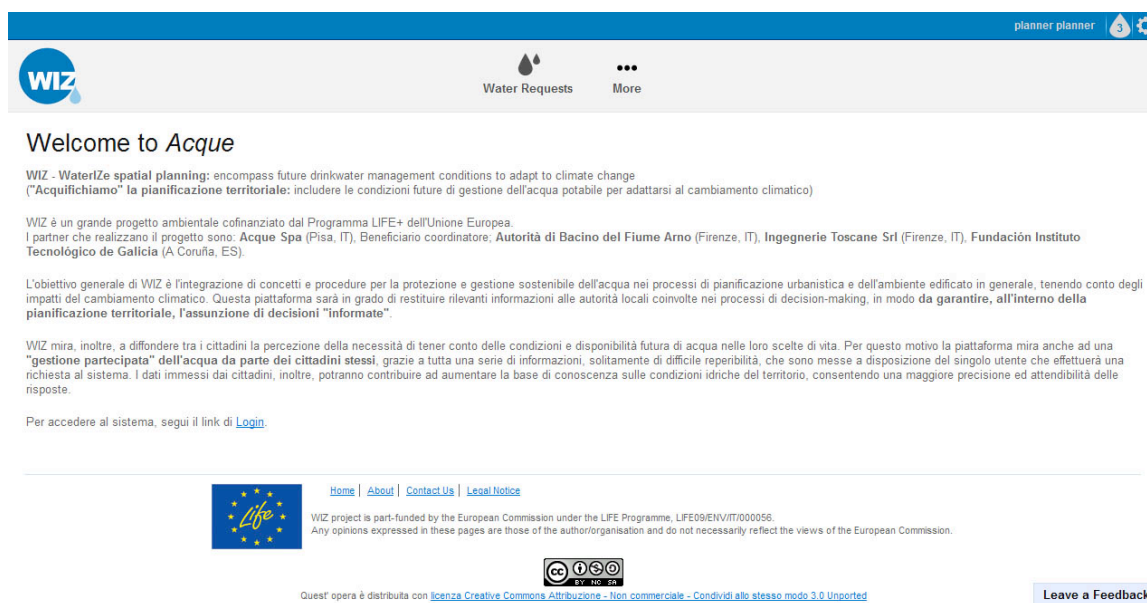 planner planner
3
WIZ
Water Requests
More
Welcome to Acque
WIZ - WaterIZe spatial planning: encompass future drinkwater management conditions to adapt to climate change
("Acquifichiamo" la pianificazione territoriale: includere le condizioni future di gestione dell'acqua potabile per adattarsi al cambiamento climatico)
WIZ è un grande progetto ambientale cofinanziato dal Programma LIFE+ dell'Unione Europea.
I partner che realizzano il progetto sono: Acque Spa (Pisa, IT), Beneficiario coordinatore; Autorità di Bacino del Fiume Arno (Firenze, IT), Ingegnerie Toscane Srl (Firenze, IT), Fundación Instituto
Tecnológico de Galicia (A Coruña, ES).
L'obiettivo generale di WIZ è l'integrazione di concetti e procedure per la protezione e gestione sostenibile dell'acqua nei processi di pianificazione urbanistica e dell'ambiente edificato in generale, tenendo conto degli
impatti del cambiamento climatico. Questa piattaforma sarà in grado di restituire rilevanti informazioni alle autorità locali coinvolte nei processi di decision-making, in modo da garantire, all'interno della
pianificazione territoriale, l'assunzione di decisioni "informate".
WIZ mira, inoltre, a diffondere tra i cittadini la percezione della necessità di tener conto delle condizioni e disponibilità futura di acqua nelle loro scelte di vita. Per questo motivo la piattaforma mira anche ad una
"gestione partecipata" dell'acqua da parte dei cittadini stessi, grazie a tutta una serie di informazioni, solitamente di difficile reperibilità, che sono messe a disposizione del singolo utente che effettuerà una
richiesta al sistema. I dati immessi dai cittadini, inoltre, potranno contribuire ad aumentare la base di conoscenza sulle condizioni idriche del territorio, consentendo una maggiore precisione ed attendibilità delle
risposte.
Per accedere al sistema, segui il link di Login.
Life
Home | About | Contact Us | Legal Notice
WIZ project is part-funded by the European Commission under the LIFE Programme, LIFE09/ENV/IT/000056.
Any opinions expressed in these pages are those of the author/organisation and do not necessarily reflect the views of the European Commission.
cc
BY NC SA
Quest' opera è distribuita con licenza Creative Commons Attribuzione - Non commerciale - Condividi allo stesso modo 3.0 Unported
Leave a Feedback